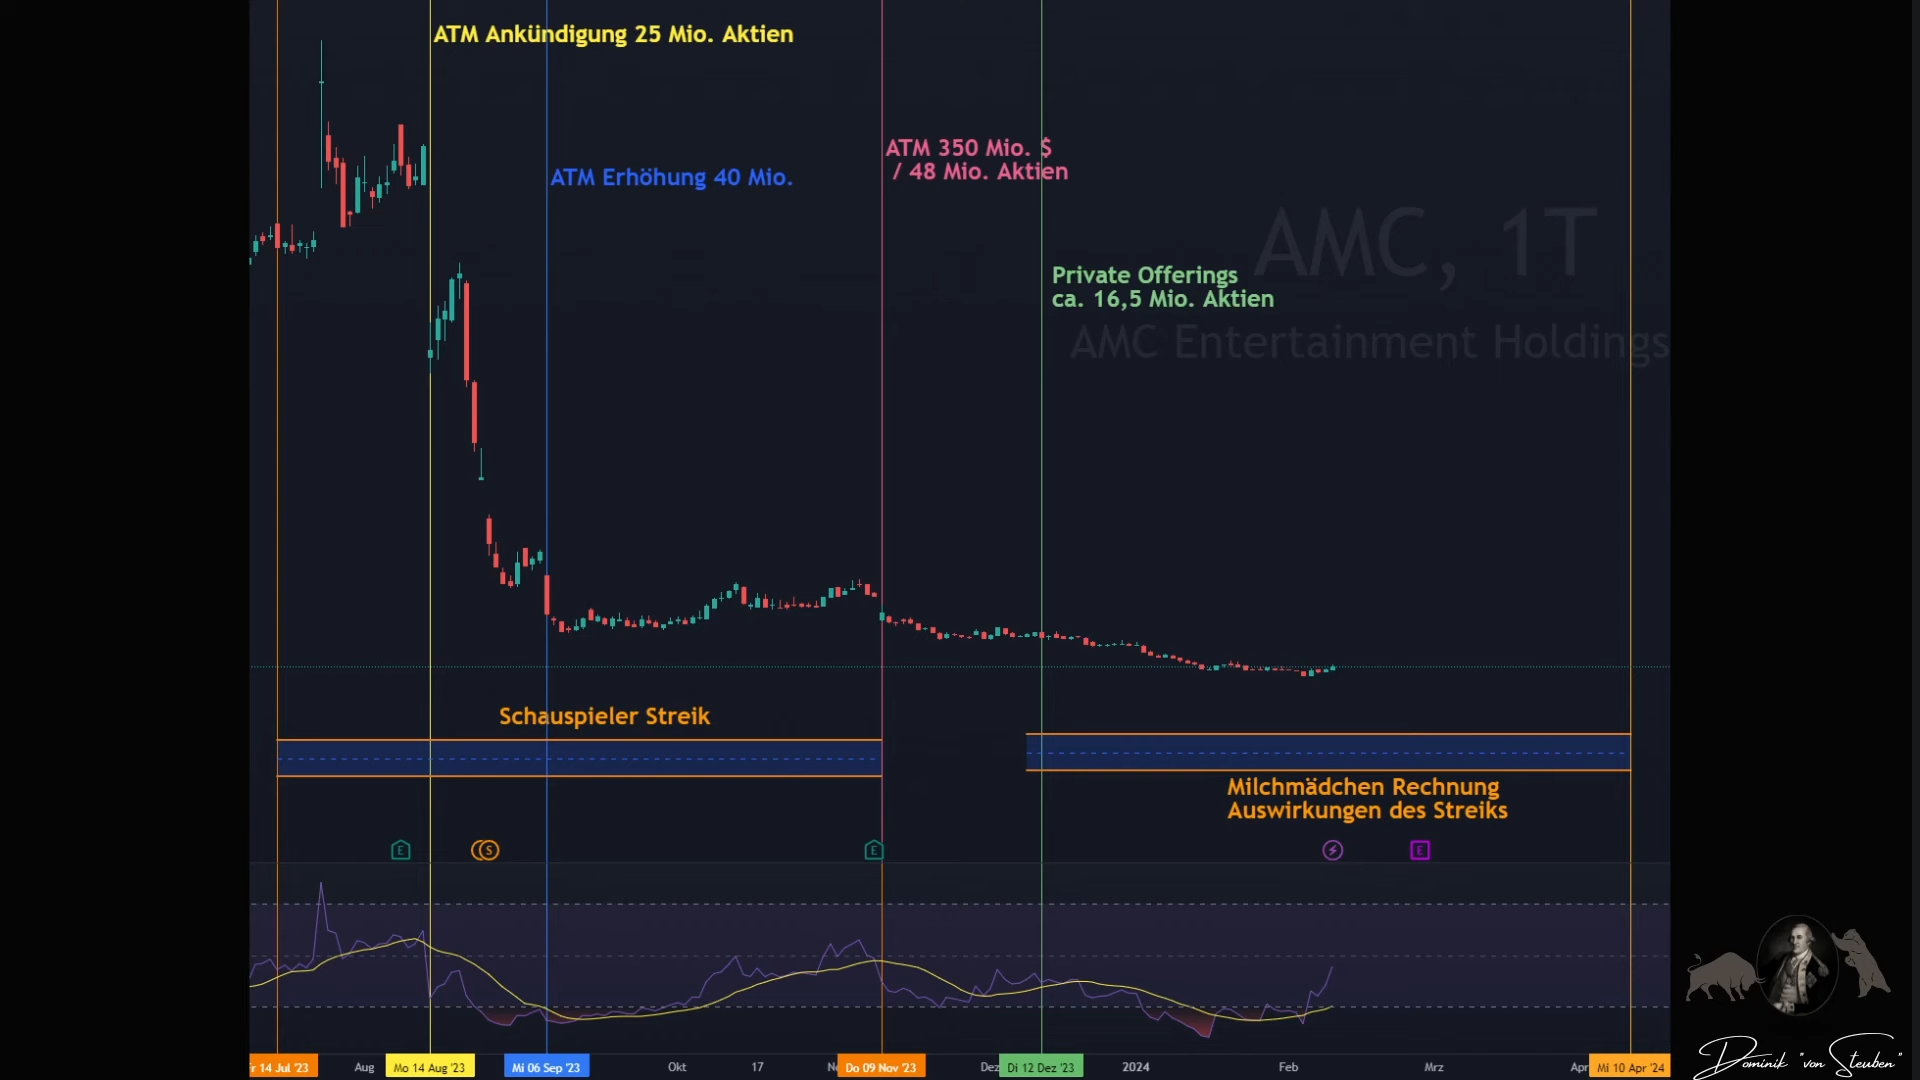 ATM Ankündigung 25 Mio. Aktien
ATM 350 Mio. $
/ 48 Mio. Aktien
ATM Erhöhung 40 Mio.
AMC, 1T
Private Offerings
ca. 16,5 Mio. Aktien
AMC Entertainment Holdings
Schauspieler Streik
Milchmädchen Rechnung
Auswirkungen des Streiks
E
S
E
E
r 14 Jul '23
Aug
Mo 14 Aug '23
Mi 06 Sep '23
Okt
17
Do 09 Nov '23
Dez
Di 12 Dez '23
2024
Feb
Mrz
Apr
Mi 10 Apr '24
Dominik "von Steuben"